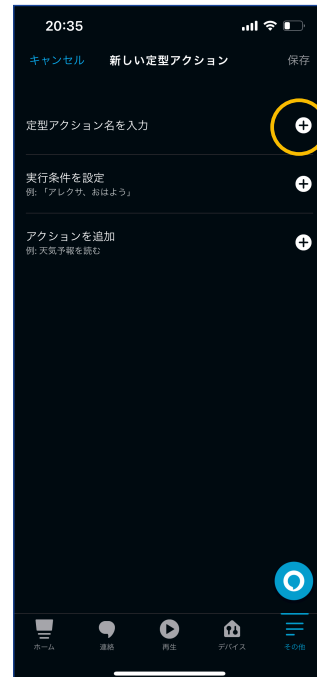 20:35
キャンセル 新しい定型アクション 保存
定型アクション名を入力
実行条件を設定
例: 「アレクサ、おはよう」
アクションを追加
例: 天気予報を読む
ホーム 連絡 再生 デバイス その他